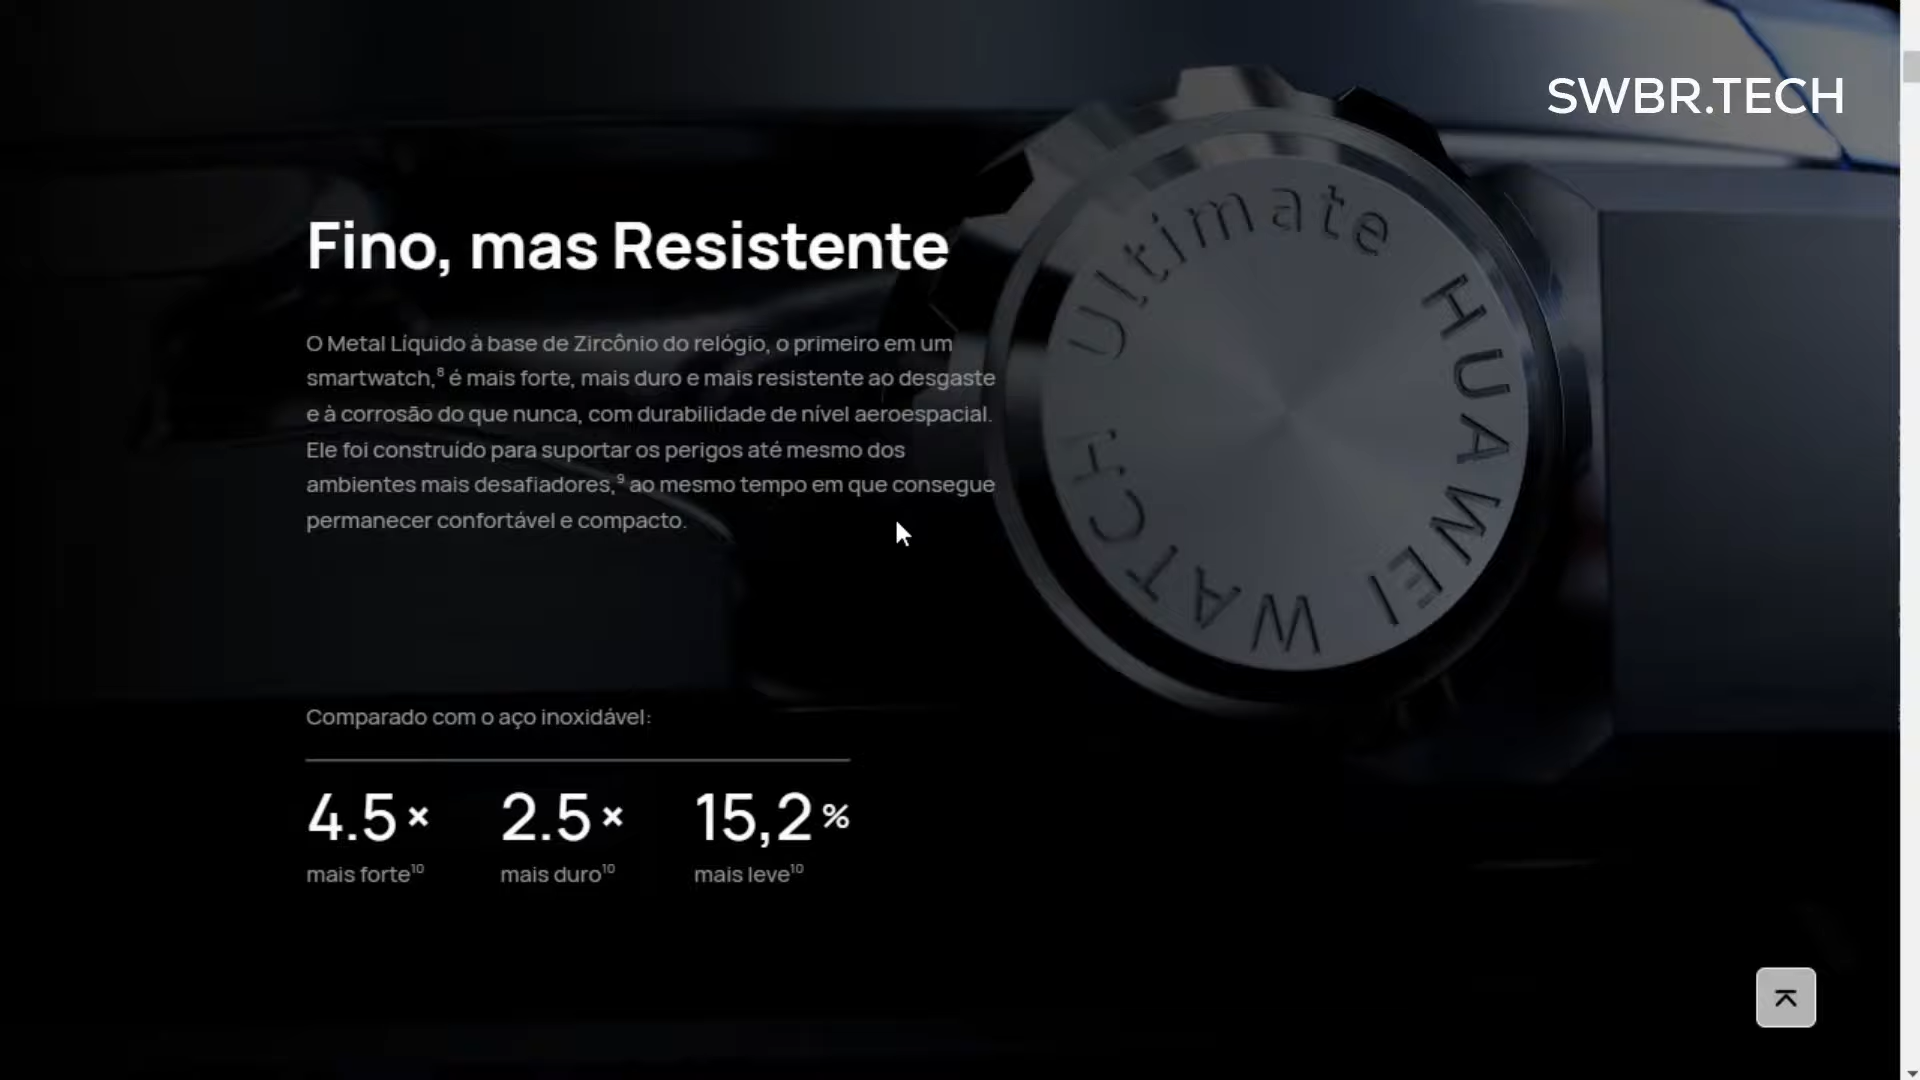 SWBR.TECH
Fino, mas Resistente
O Metal Líquido à base de Zircônio do relógio, o primeiro em um
smartwatch,⁸ é mais forte, mais duro e mais resistente ao desgaste
e à corrosão do que nunca, com durabilidade de nível aeroespacial.
Ele foi construído para suportar os perigos até mesmo dos
ambientes mais desafiadores,⁹ ao mesmo tempo em que consegue
permanecer confortável e compacto.
HUAWEI WATCH Ultimate
Comparado com o aço inoxidável:
4.5× 2.5× 15,2%
mais forte¹⁰ mais duro¹⁰ mais leve¹⁰